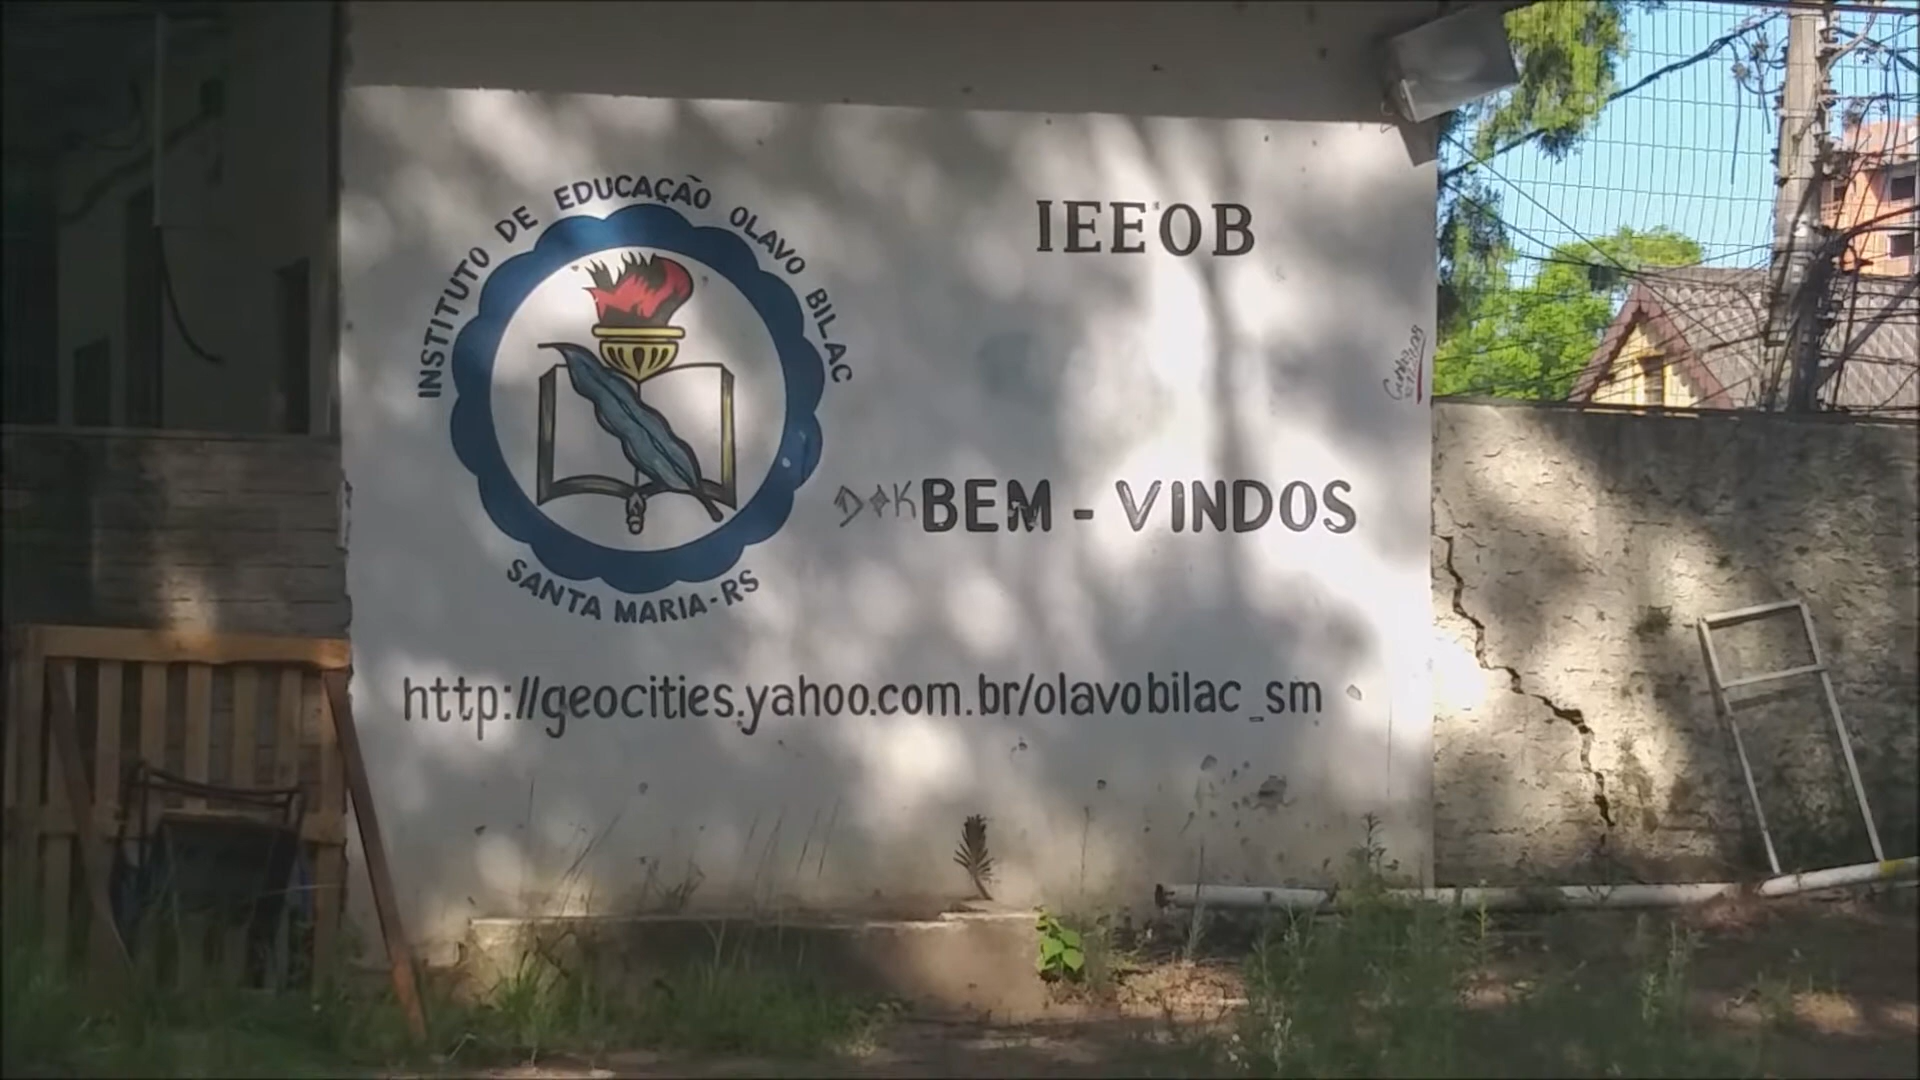 INSTITUTO DE EDUCAÇÃO OLAVO BILAC
SANTA MARIA-RS
IEEOB
BEM - VINDOS
http://geocities.yahoo.com.br/olavobilac_sm